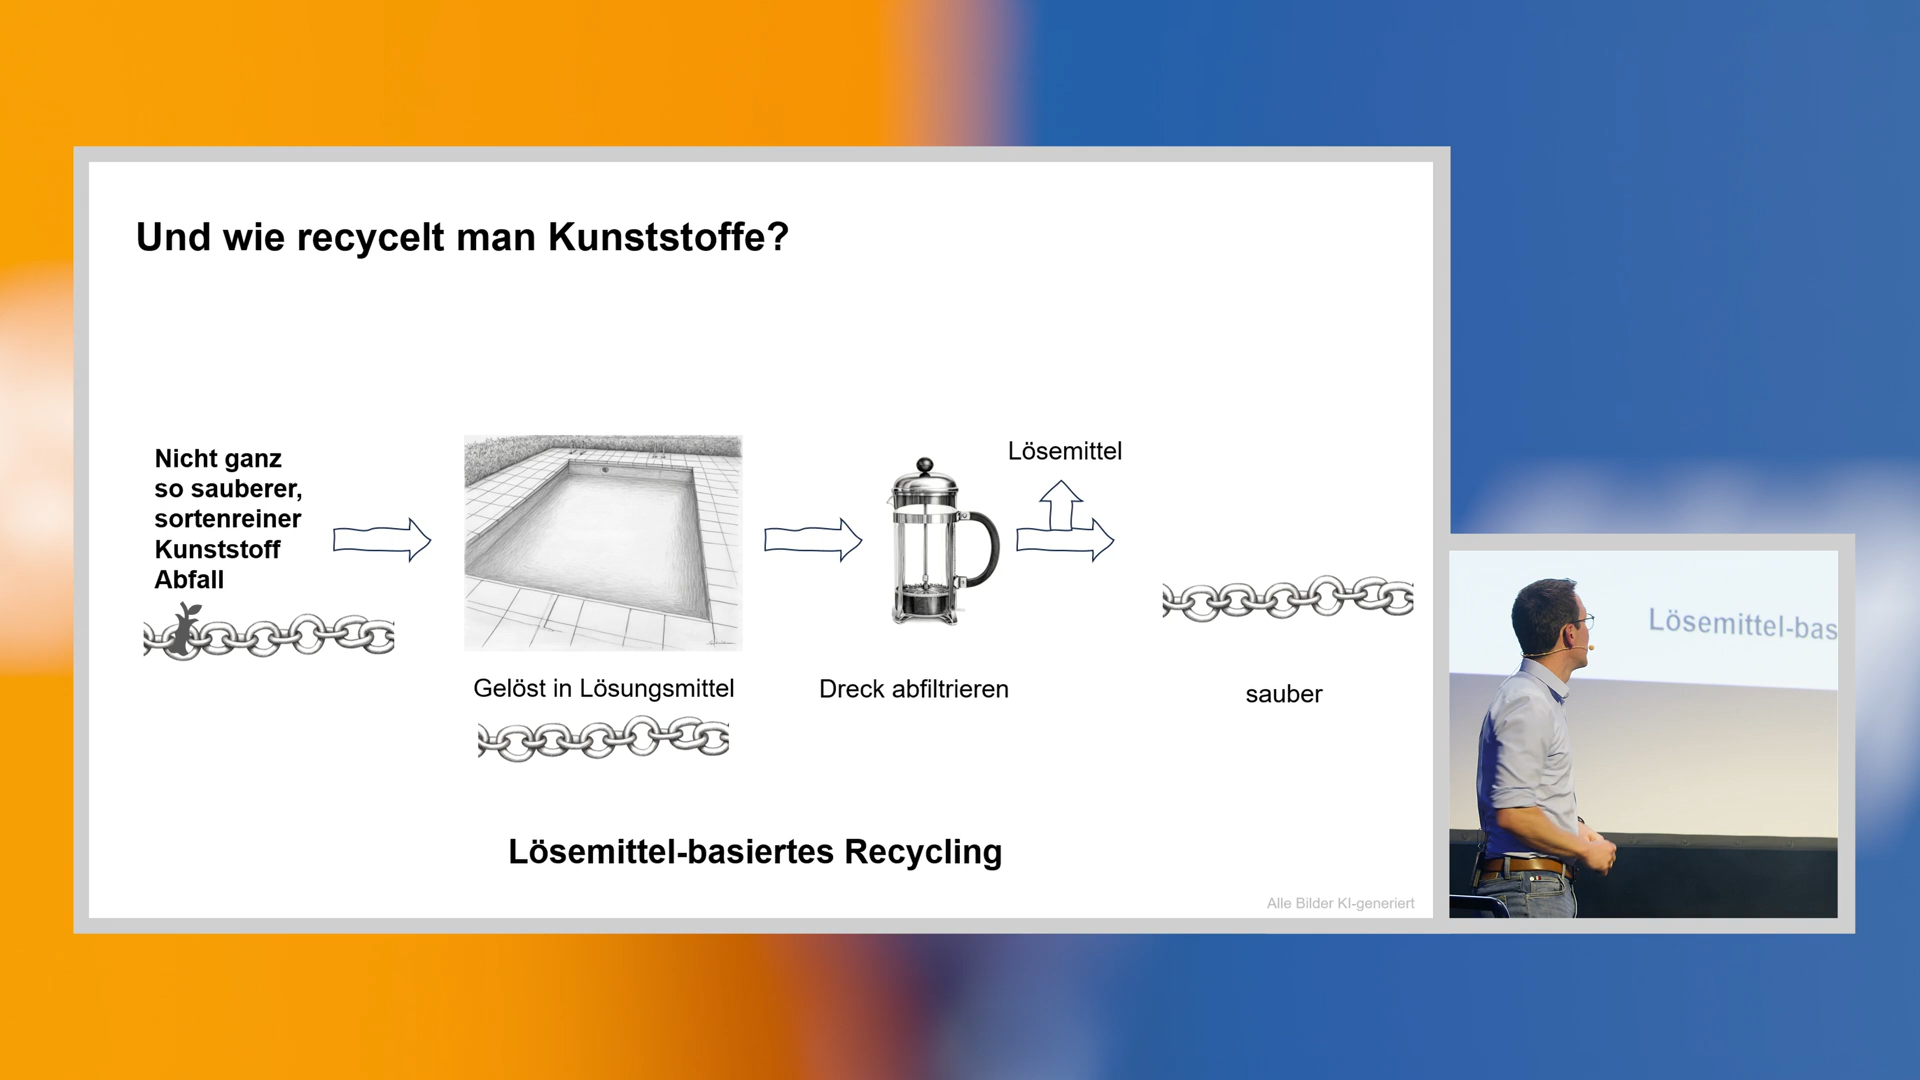 Und wie recycelt man Kunststoffe?
Nicht ganz
so sauberer,
sortenreiner
Kunststoff
Abfall
Gelöst in Lösungsmittel
Dreck abfiltrieren
Lösemittel
sauber
Lösemittel-basiertes Recycling
Alle Bilder KI-generiert
Lösemittel-bas